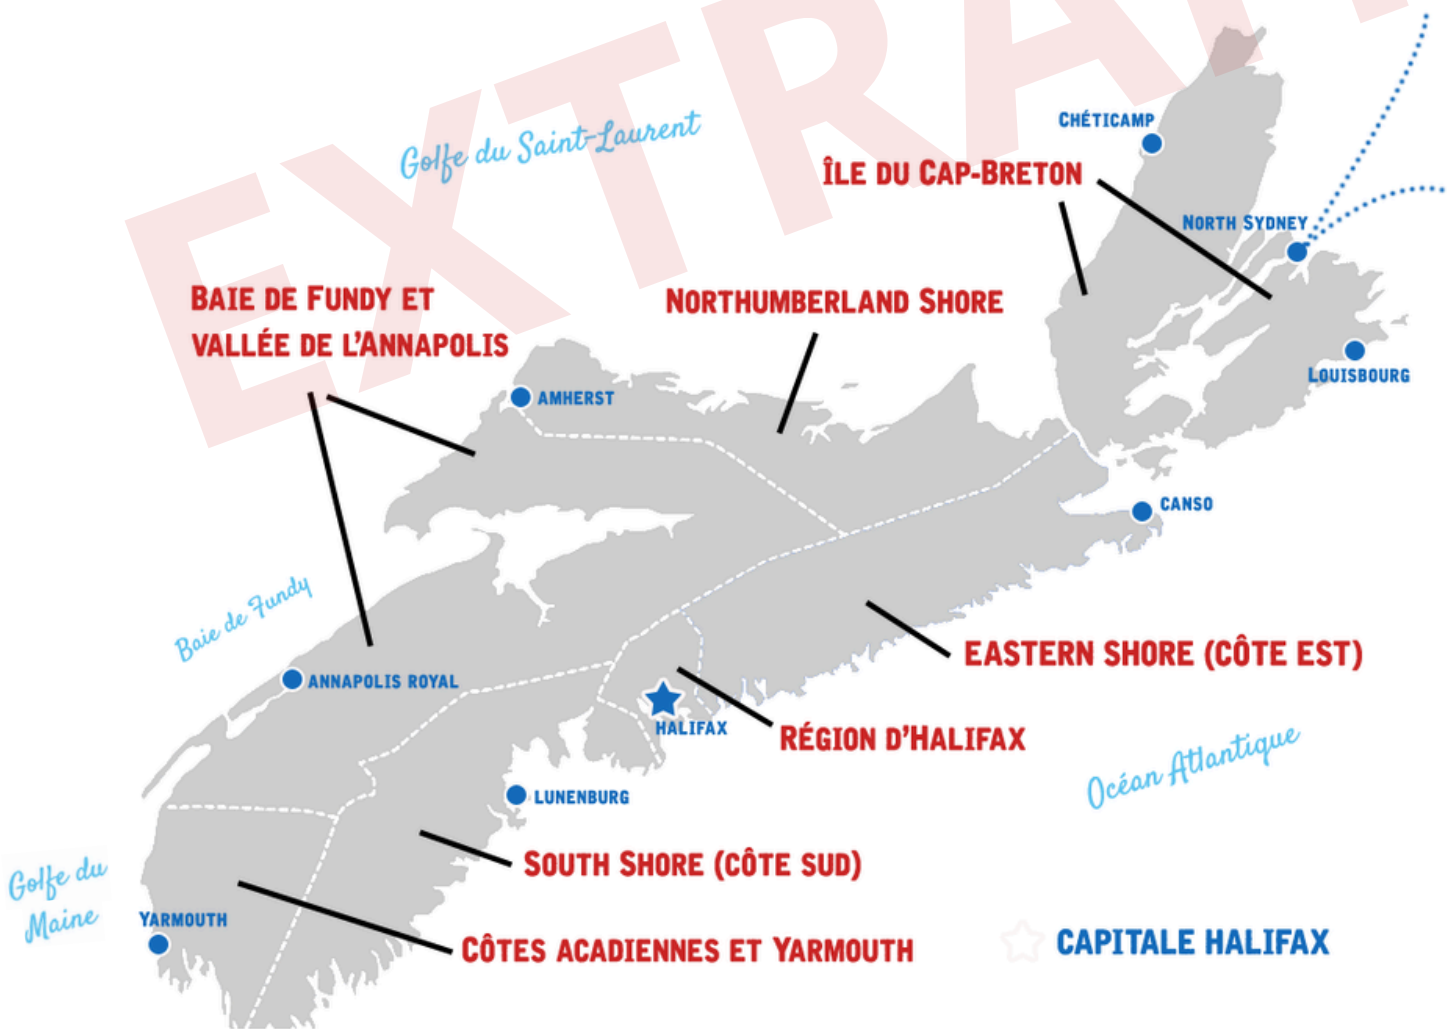 EXTRAIT
CHÉTICAMP
Golfe du Saint-Laurent
ÎLE DU CAP-BRETON
NORTH SYDNEY
BAIE DE FUNDY ET
VALLÉE DE L'ANNAPOLIS
NORTHUMBERLAND SHORE
LOUISBOURG
AMHERST
CANSO
Baie de Fundy
EASTERN SHORE (CÔTE EST)
ANNAPOLIS ROYAL
HALIFAX
RÉGION D'HALIFAX
Océan Atlantique
LUNENBURG
SOUTH SHORE (CÔTE SUD)
Golfe du
Maine
YARMOUTH
CÔTES ACADIENNES ET YARMOUTH
CAPITALE HALIFAX